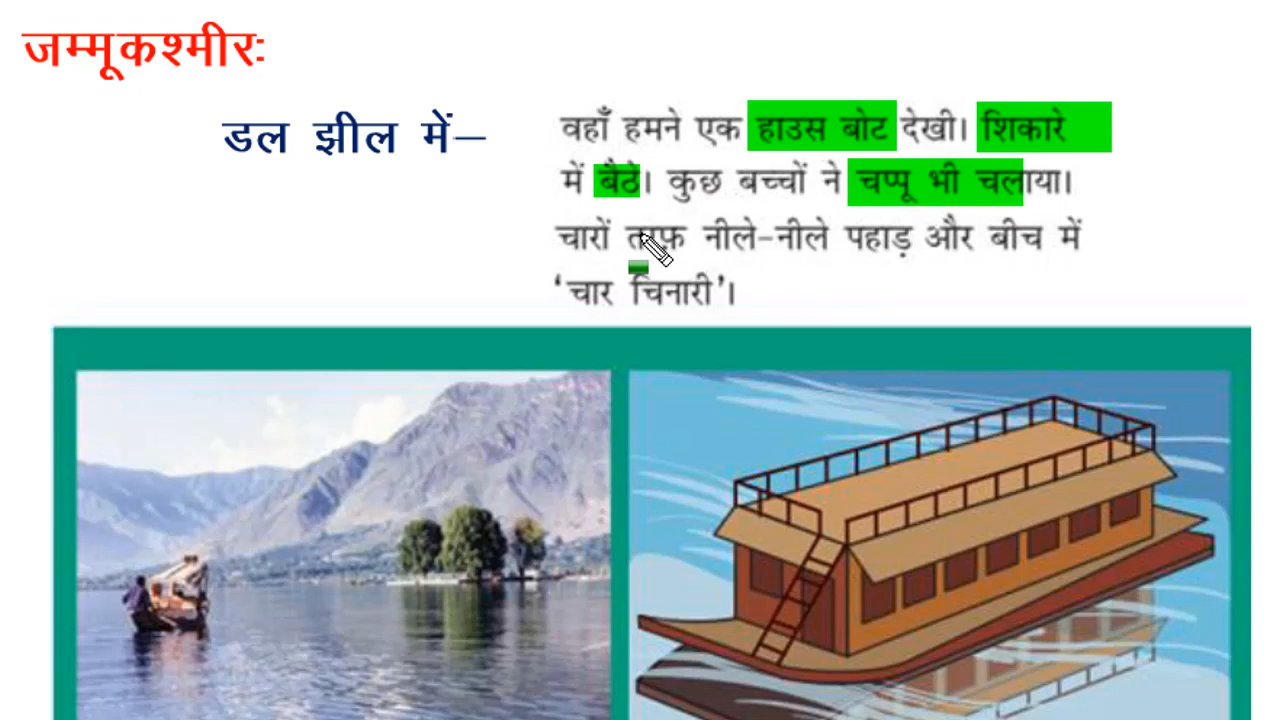 जम्मूकश्मीर:
डल झील में–
वहाँ हमने एक हाउस बोट देखी। शिकारे
में बैठे। कुछ बच्चों ने चप्पू भी चलाया।
चारों तरफ़ नीले-नीले पहाड़ और बीच में
'चार चिनारी'।